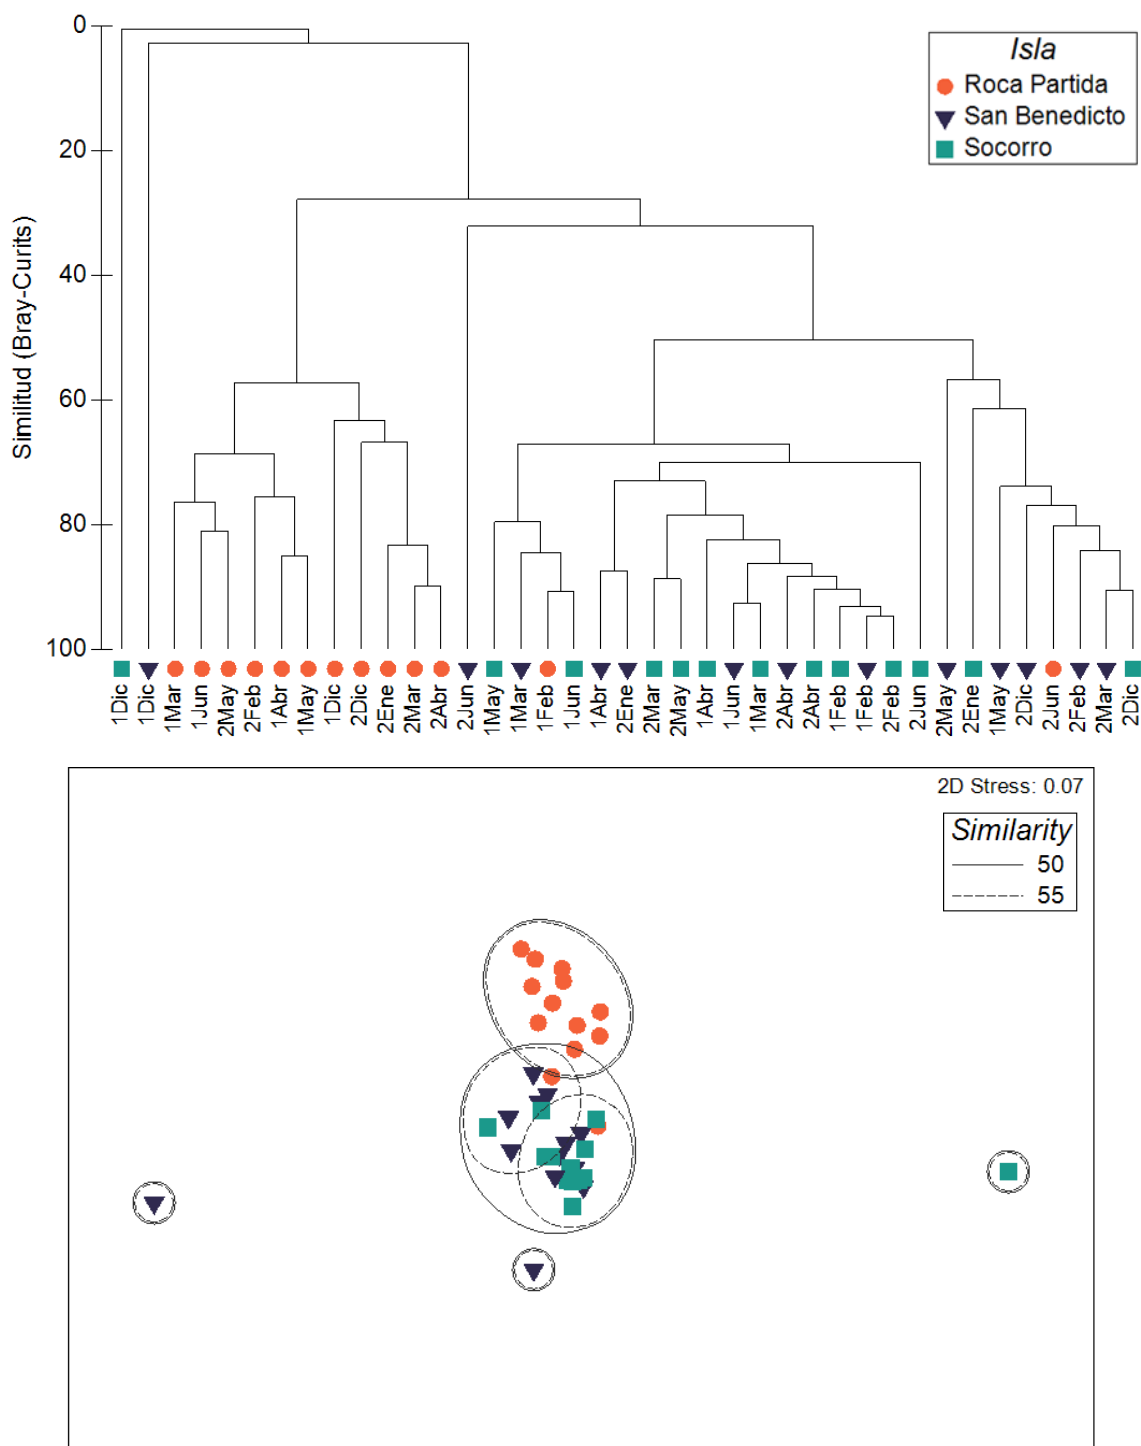 0
20
40
60
80
100
Similitud (Bray-Curits)
Isla
Roca Partida
San Benedicto
Socorro
1Dic
1Dic
1Mar
1Jun
2May
2Feb
1Abr
1May
1Dic
2Dic
2Ene
2Mar
2Abr
2Jun
1May
1Mar
1Feb
1Jun
1Abr
2Ene
2Mar
2May
1Abr
1Jun
1Mar
2Abr
2Abr
1Feb
1Feb
2Feb
2Jun
2May
2Ene
1May
2Dic
2Jun
2Feb
2Mar
2Dic
2D Stress: 0.07
Similarity
50
55